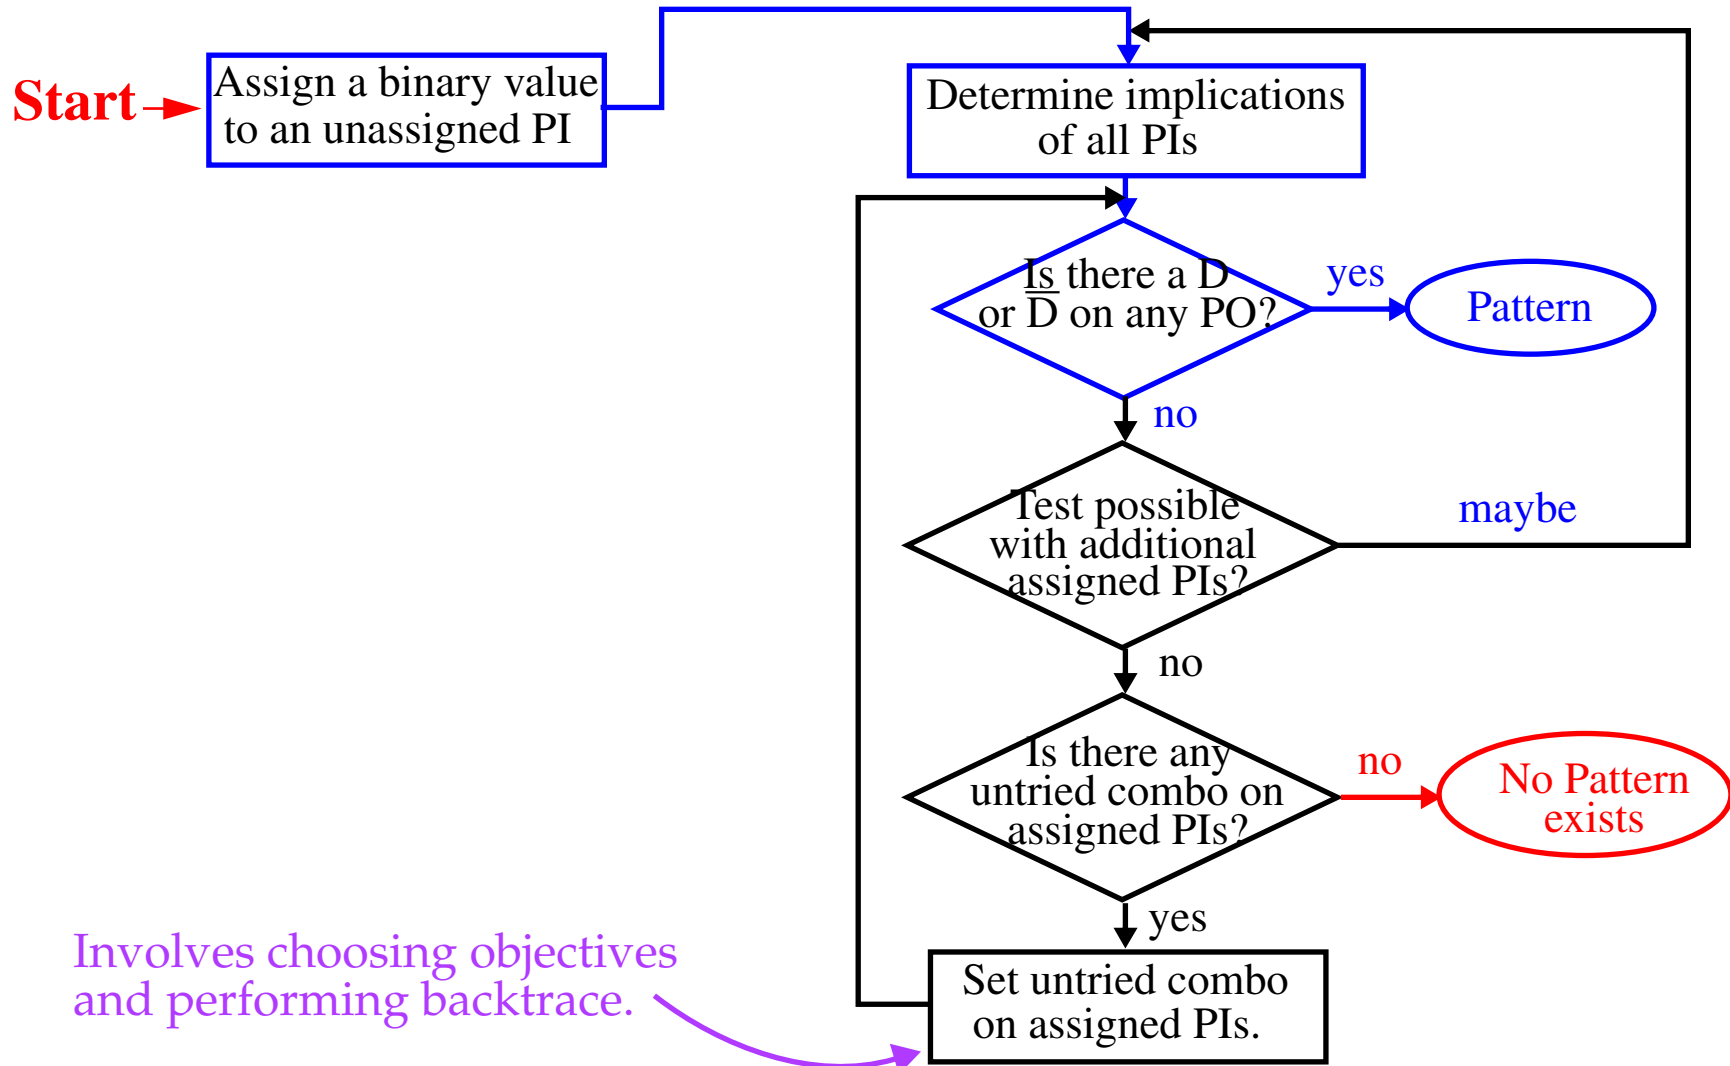 Start
Assign a binary value
to an unassigned PI
Determine implications
of all PIs
Is there a D
or D̅ on any PO?
yes
Pattern
no
Test possible
with additional
assigned PIs?
maybe
no
Is there any
untried combo on
assigned PIs?
no
No Pattern
exists
yes
Set untried combo
on assigned PIs.
Involves choosing objectives
and performing backtrace.